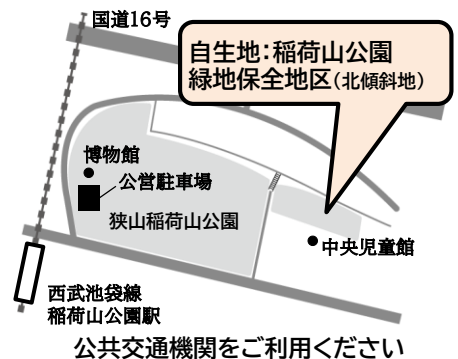 国道16号
自生地:稲荷山公園
緑地保全地区(北傾斜地)
博物館
公営駐車場
狭山稲荷山公園
中央児童館
西武池袋線
稲荷山公園駅
公共交通機関をご利用ください